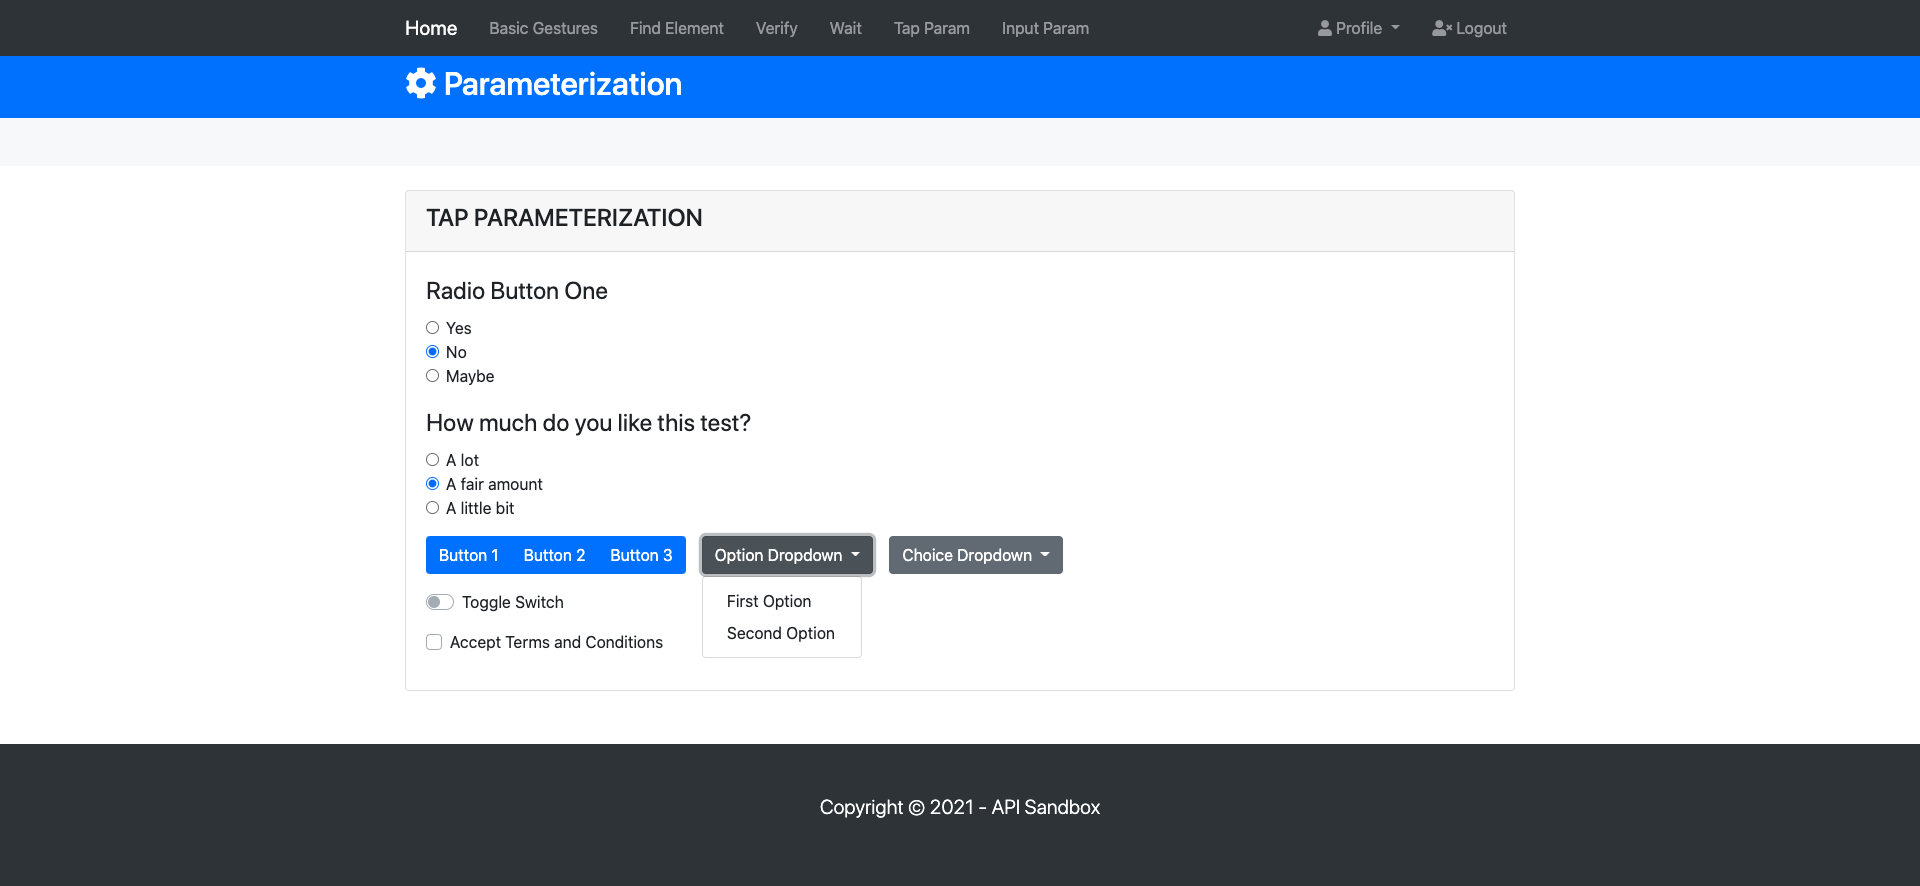 Home Basic Gestures Find Element Verify Wait Tap Param Input Param Profile Logout
Parameterization
TAP PARAMETERIZATION
Radio Button One
Yes
No
Maybe
How much do you like this test?
A lot
A fair amount
A little bit
Button 1 Button 2 Button 3 Option Dropdown Choice Dropdown
First Option
Toggle Switch
Second Option
Accept Terms and Conditions
Copyright © 2021 - API Sandbox